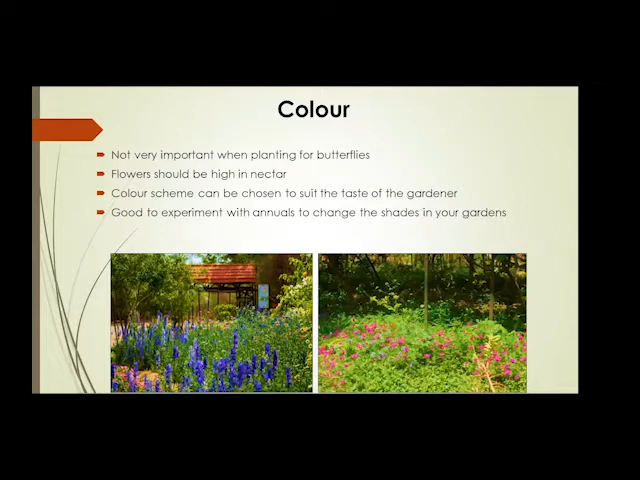 Colour
Not very important when planting for butterflies
Flowers should be high in nectar
Colour scheme can be chosen to suit the taste of the gardener
Good to experiment with annuals to change the shades in your gardens